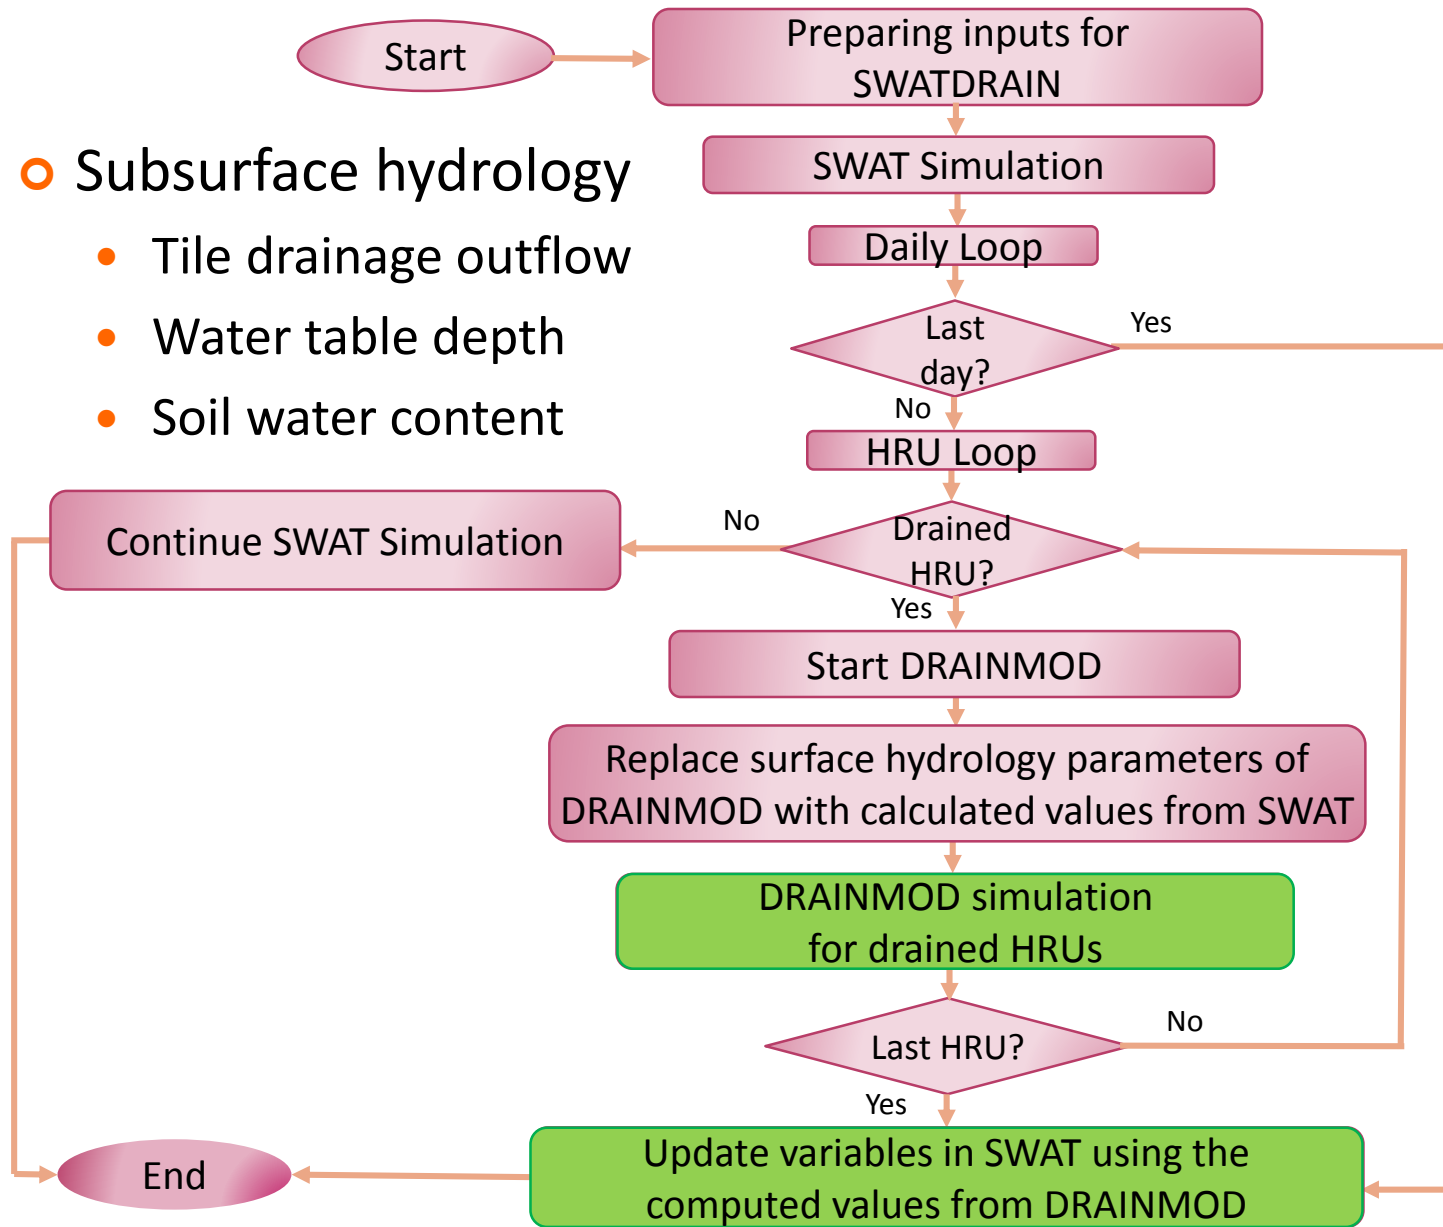 Start
Preparing inputs for
SWATDRAIN
SWAT Simulation
Subsurface hydrology
Tile drainage outflow
Water table depth
Soil water content
Daily Loop
Last
day?
Yes
No
HRU Loop
Drained
HRU?
No
Continue SWAT Simulation
Yes
Start DRAINMOD
Replace surface hydrology parameters of
DRAINMOD with calculated values from SWAT
DRAINMOD simulation
for drained HRUs
Last HRU?
No
Yes
Update variables in SWAT using the
computed values from DRAINMOD
End